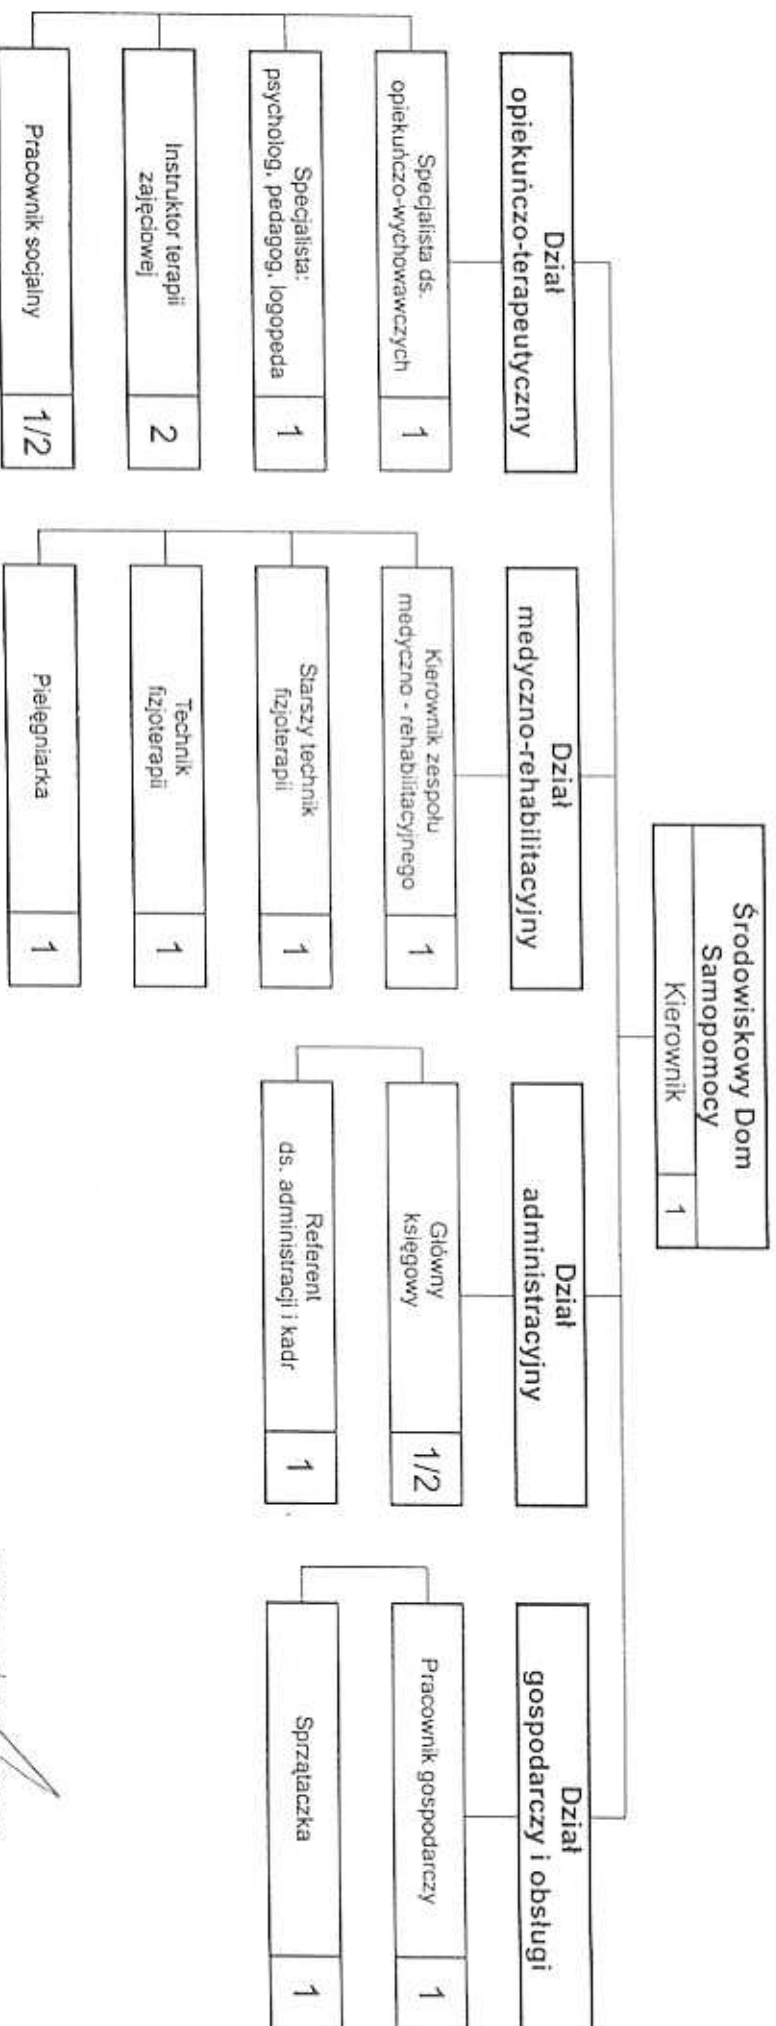 Środowiskowy Dom
Samopomocy
Kierownik
1
Dział
opiekuńczo-terapeutyczny
Specjalista ds.
opiekuńczo-wychowawczych
1
Specjalista:
psycholog, pedagog, logopeda
1
Instruktor terapii
zajęciowej
2
Pracownik socjalny
1/2
Dział
medyczno-rehabilitacyjny
Kierownik zespołu
medyczno - rehabilitacyjnego
1
Starszy technik
fizjoterapii
1
Technik
fizjoterapii
1
Pielęgniarka
1
Dział
administracyjny
Główny
księgowy
1/2
Referent
ds. administracji i kadr
1
Dział
gospodarczy i obsługi
Pracownik gospodarczy
1
Sprzątaczka
1